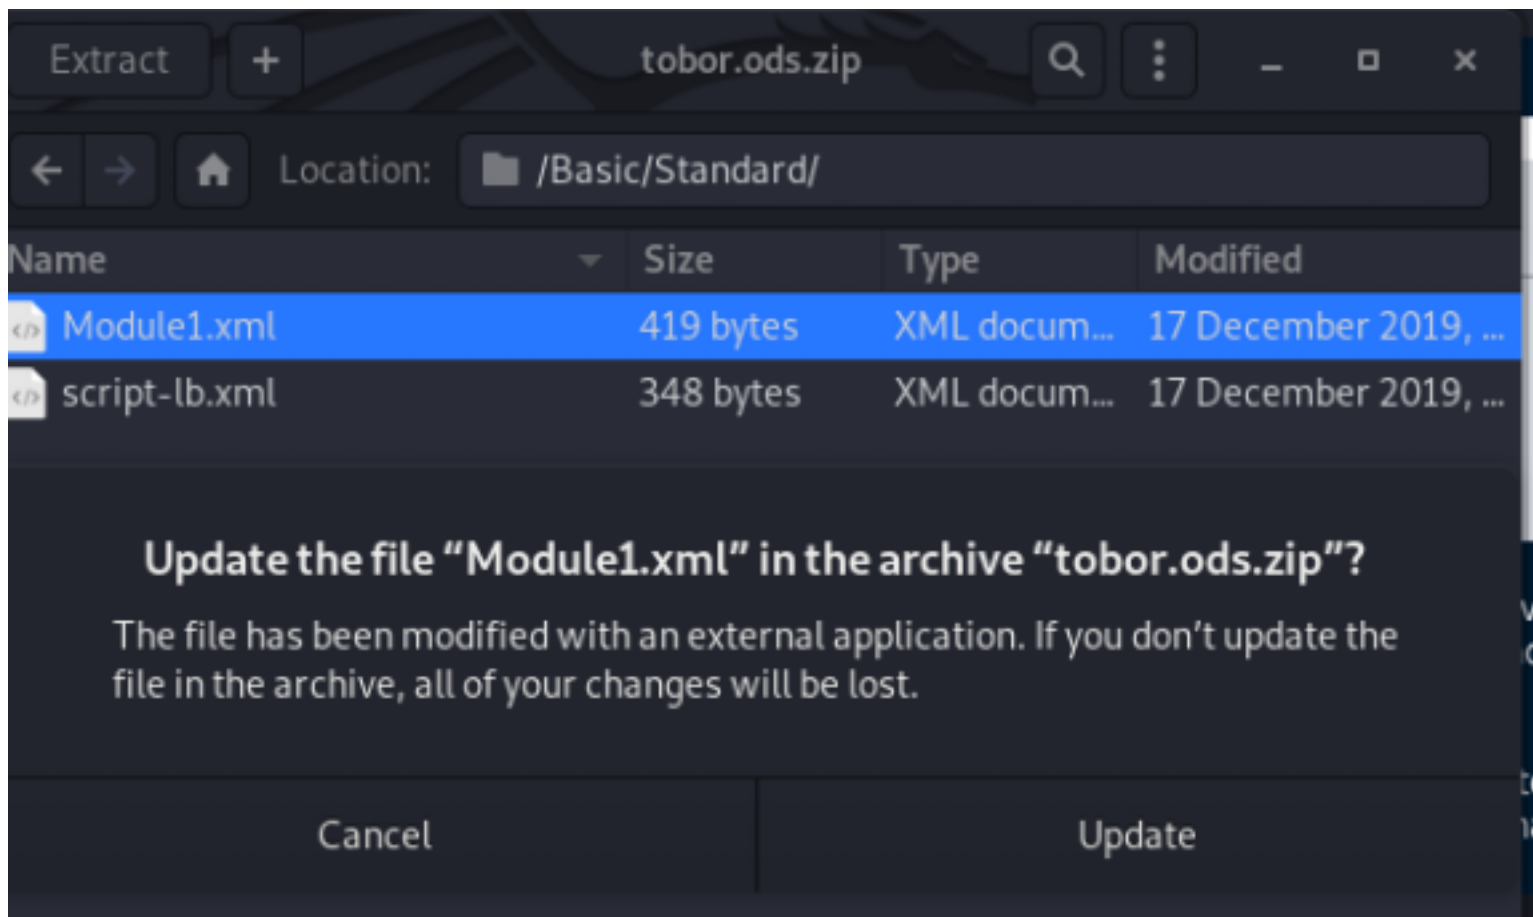 Extract + tobor.ods.zip
Location: /Basic/Standard/
Name Size Type Modified
Module1.xml 419 bytes XML docum... 17 December 2019, ...
script-lb.xml 348 bytes XML docum... 17 December 2019, ...
Update the file “Module1.xml” in the archive “tobor.ods.zip”?
The file has been modified with an external application. If you don’t update the
file in the archive, all of your changes will be lost.
Cancel Update